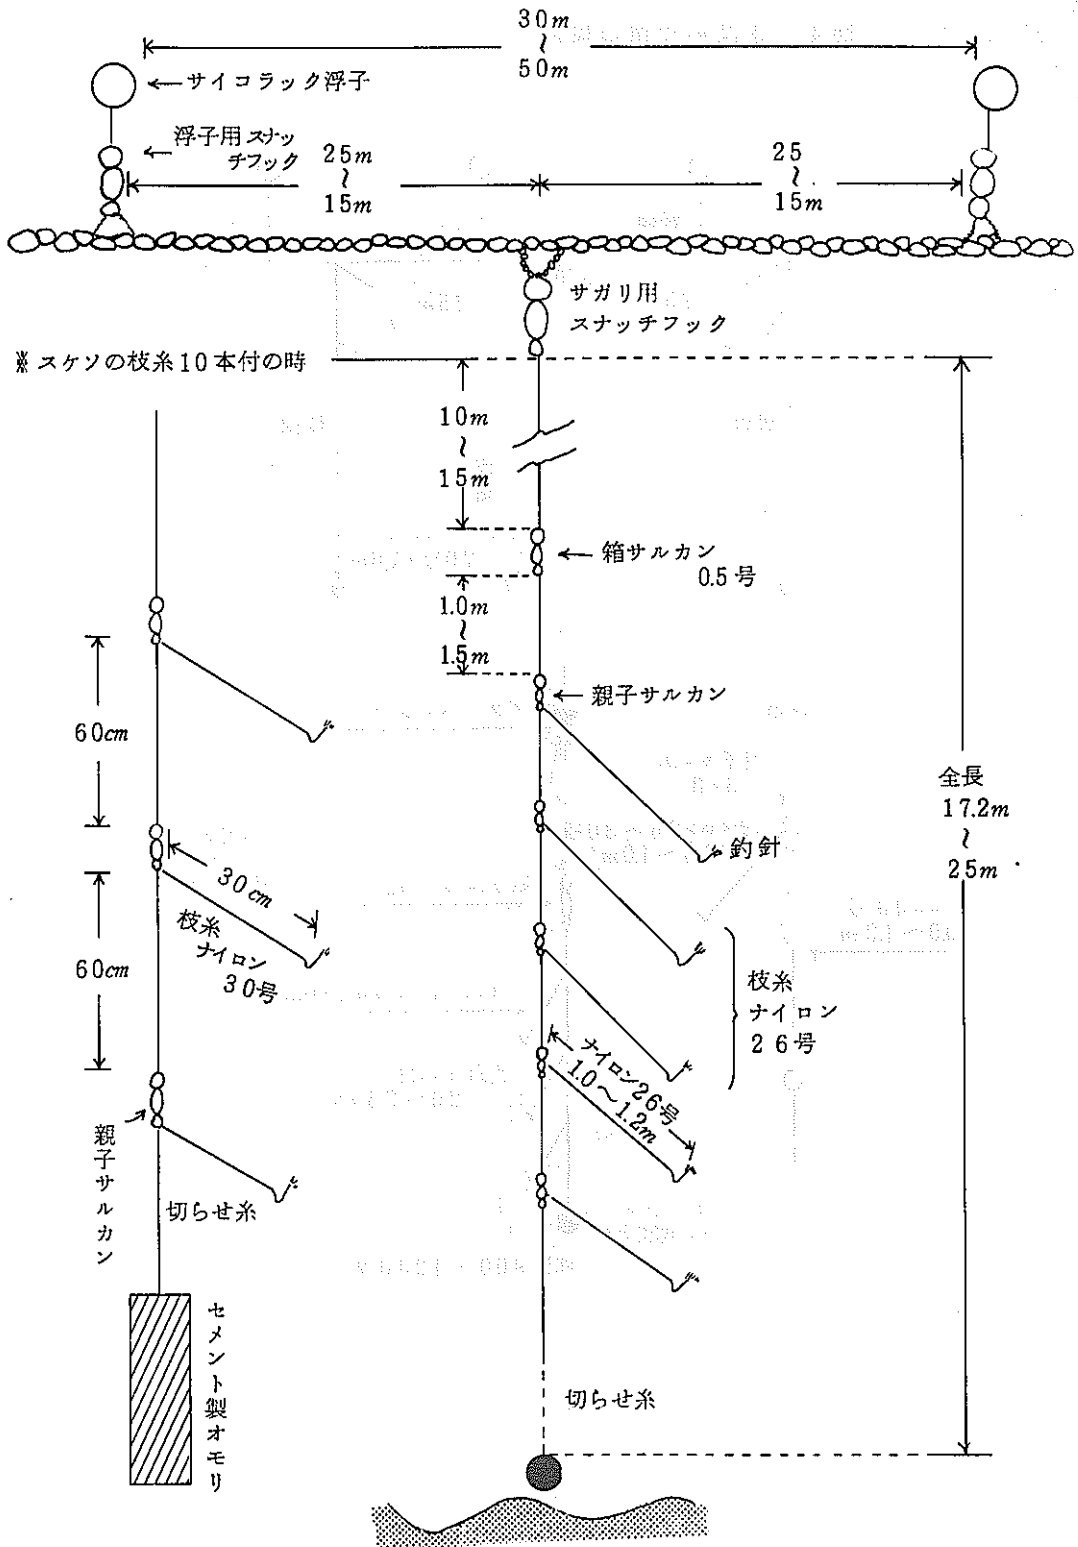 30m
〜
50m
サイコラック浮子
浮子用スナッ
チフック
25m
〜
15m
25
〜
15m
サガリ用
スナッチフック
※スケソの枝糸10本付の時
10m
〜
15m
箱サルカン
0.5号
1.0m
〜
1.5m
親子サルカン
60cm
30cm
枝糸
ナイロン
30号
60cm
親子サルカン
切らせ糸
セメント製オモリ
釣針
枝糸
ナイロン
26号
ナイロン26号
1.0〜1.2m
切らせ糸
全長
17.2m
〜
25m